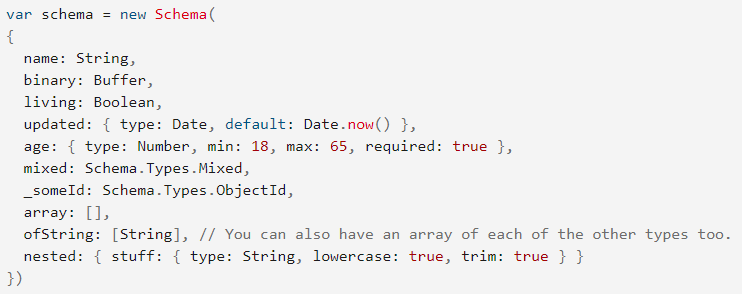 var schema = new Schema(
{
  name: String,
  binary: Buffer,
  living: Boolean,
  updated: { type: Date, default: Date.now() },
  age: { type: Number, min: 18, max: 65, required: true },
  mixed: Schema.Types.Mixed,
  _someId: Schema.Types.ObjectId,
  array: [],
  ofString: [String], // You can also have an array of each of the other types too.
  nested: { stuff: { type: String, lowercase: true, trim: true } }
})